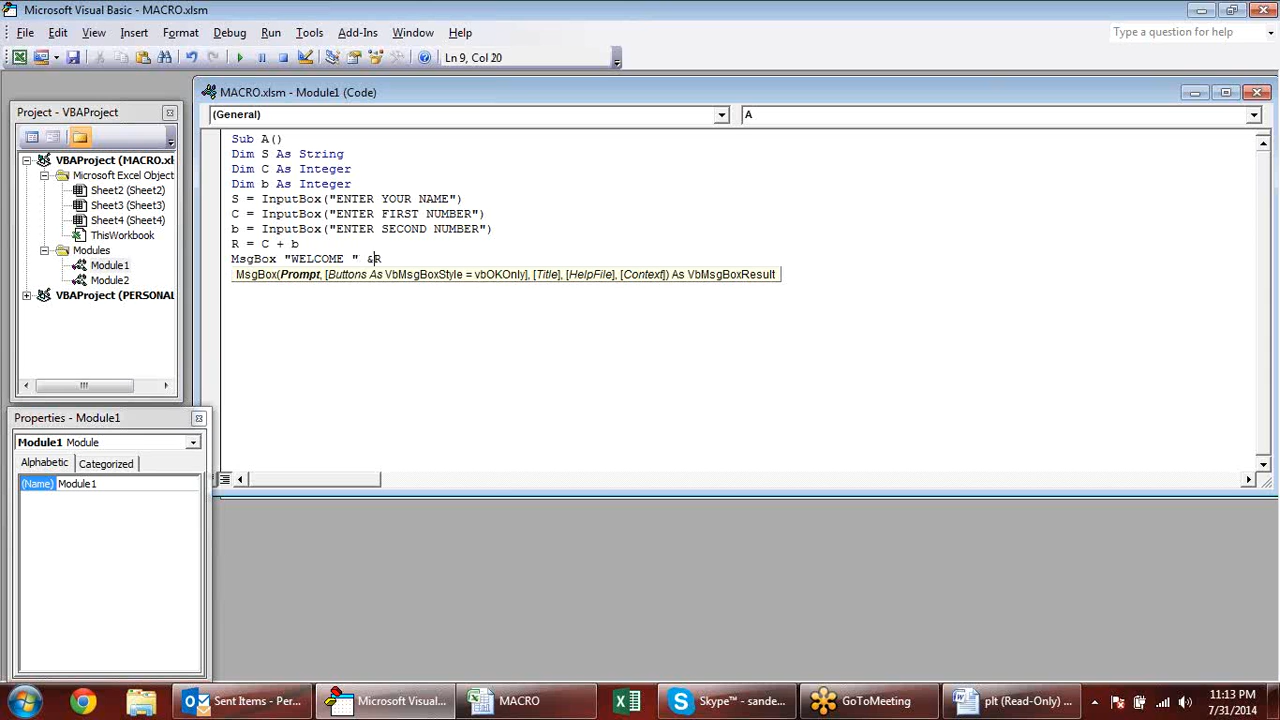 Microsoft Visual Basic - MACRO.xlsm
File Edit View Insert Format Debug Run Tools Add-Ins Window Help
Type a question for help
Ln 9, Col 20
Project - VBAProject
MACRO.xlsm - Module1 (Code)
(General)
A
VBAProject (MACRO.xl
Microsoft Excel Object
Sheet2 (Sheet2)
Sheet3 (Sheet3)
Sheet4 (Sheet4)
ThisWorkbook
Modules
Module1
Module2
VBAProject (PERSONAL
Sub A()
Dim S As String
Dim C As Integer
Dim b As Integer
S = InputBox("ENTER YOUR NAME")
C = InputBox("ENTER FIRST NUMBER")
b = InputBox("ENTER SECOND NUMBER")
R = C + b
MsgBox "WELCOME " &R
MsgBox(Prompt, [Buttons As VbMsgBoxStyle = vbOKOnly], [Title], [HelpFile], [Context]) As VbMsgBoxResult
Properties - Module1
Module1 Module
Alphabetic Categorized
(Name) Module1
Sent Items - Per...
Microsoft Visual...
MACRO
Skype™ - sande...
GoToMeeting
plt (Read-Only) ...
11:13 PM
7/31/2014